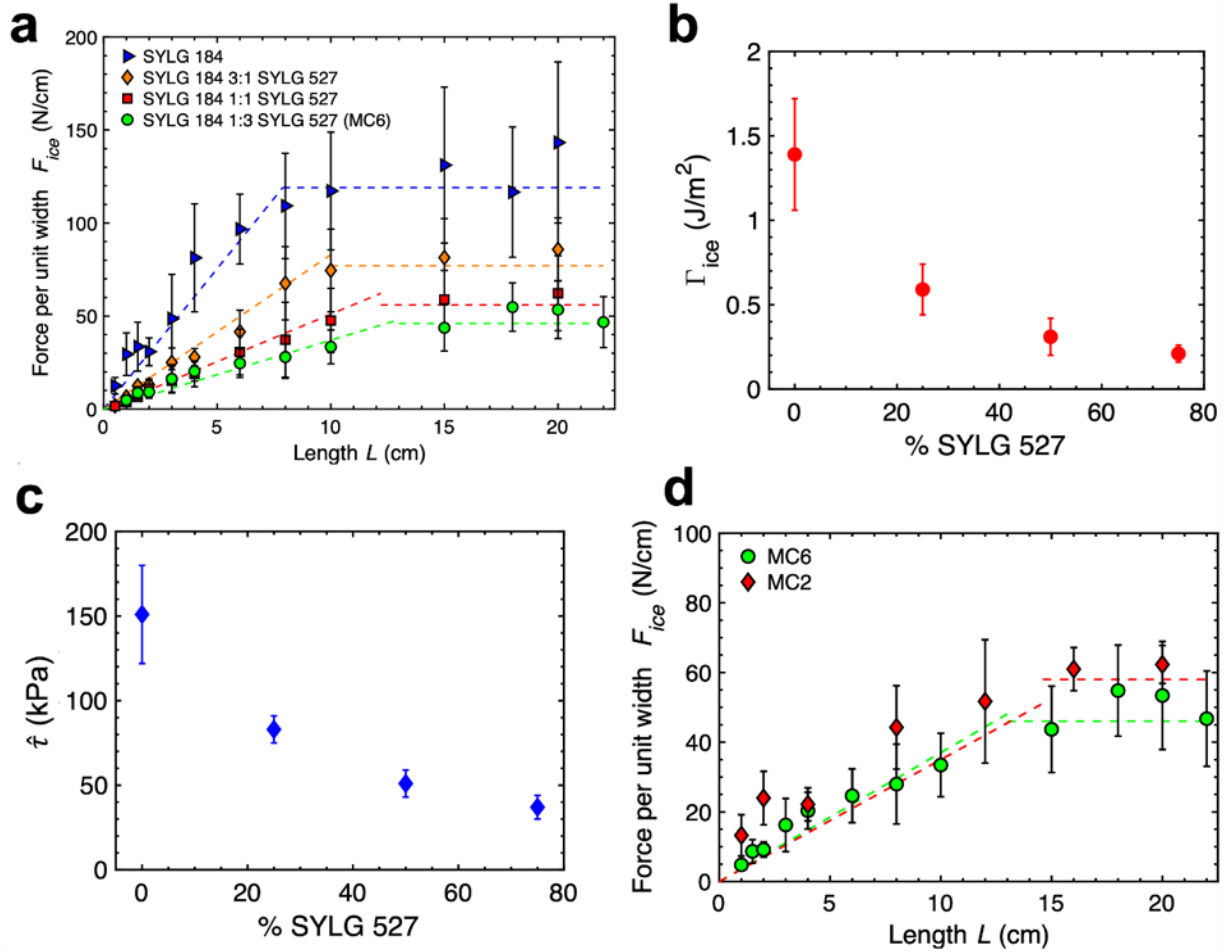 a
200
150
100
50
0
Force per unit width F_ice (N/cm)
SYLG 184
SYLG 184 3:1 SYLG 527
SYLG 184 1:1 SYLG 527
SYLG 184 1:3 SYLG 527 (MC6)
0 5 10 15 20
Length L (cm)
b
2
1.5
1
0.5
0
Γ_ice (J/m²)
0 20 40 60 80
% SYLG 527
c
200
150
100
50
0
τ̂ (kPa)
0 20 40 60 80
% SYLG 527
d
100
80
60
40
20
0
Force per unit width F_ice (N/cm)
MC6
MC2
0 5 10 15 20
Length L (cm)